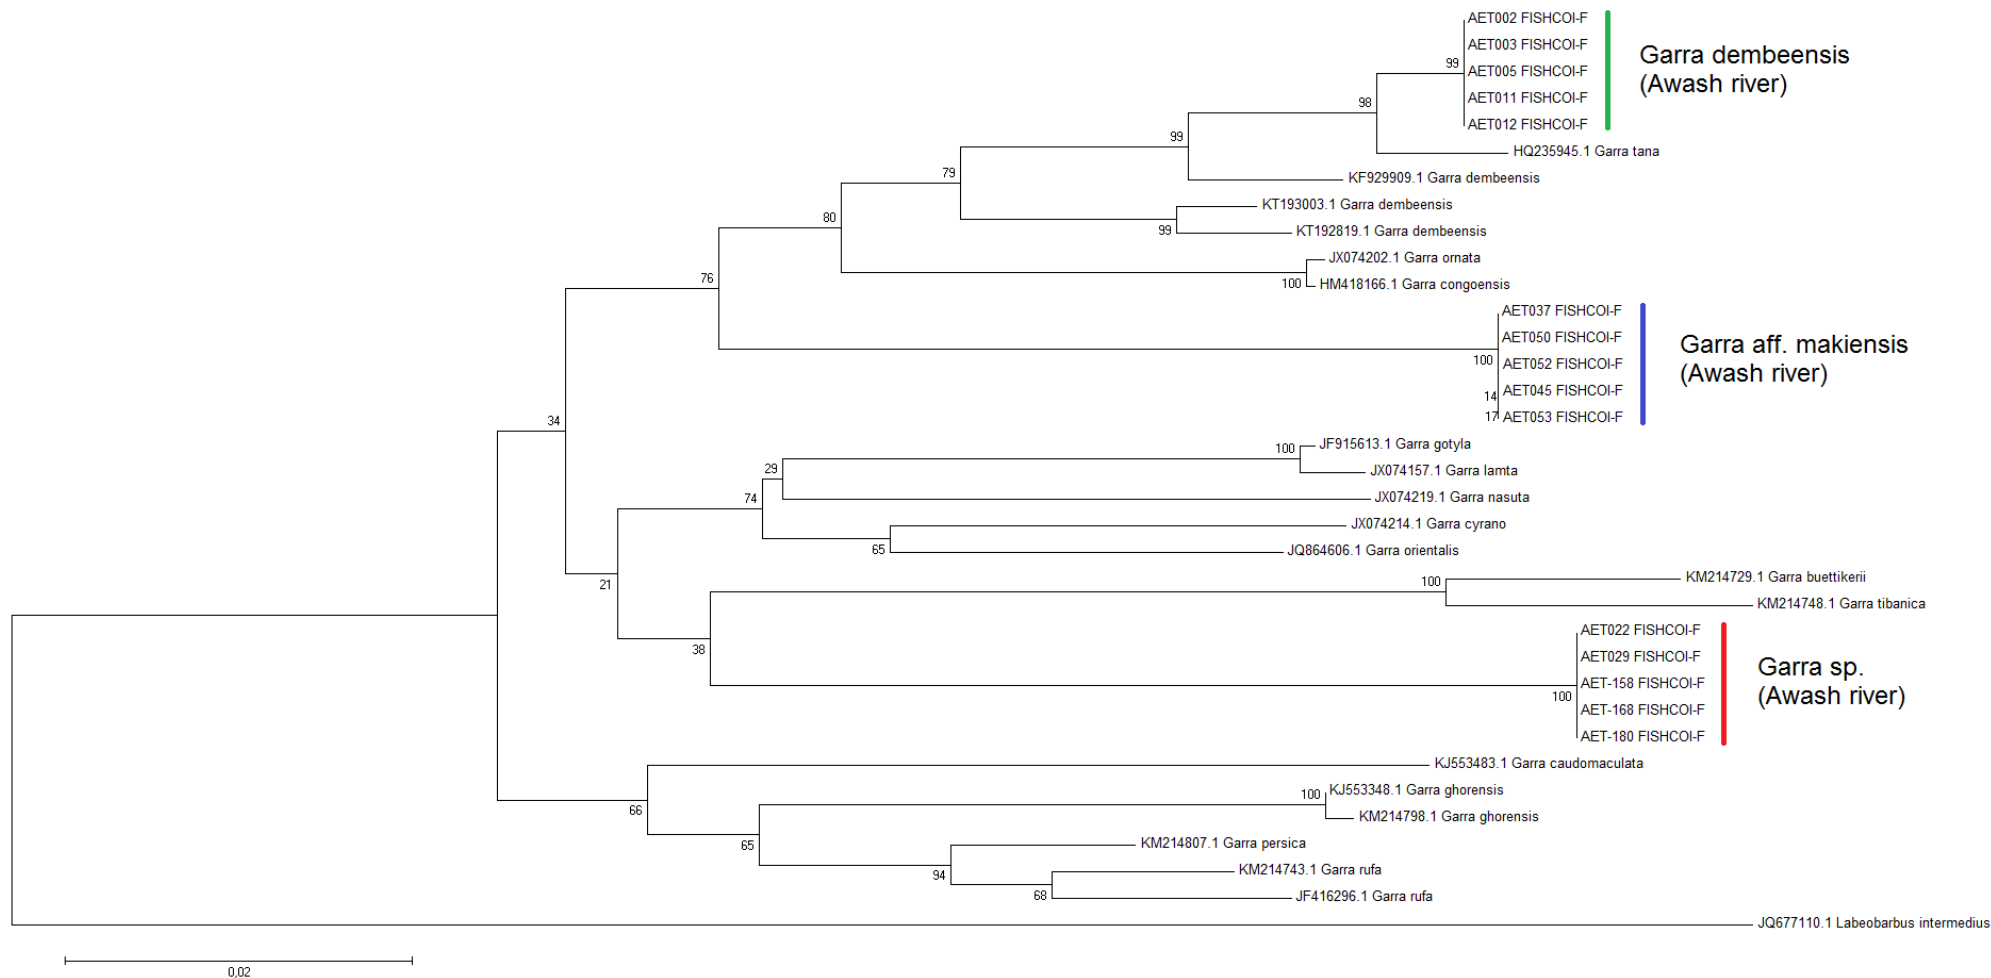 AET002 FISHCOI-F
AET003 FISHCOI-F
AET005 FISHCOI-F
AET011 FISHCOI-F
AET012 FISHCOI-F
Garra dembeensis
(Awash river)
99
98
HQ235945.1 Garra tana
99
KF929909.1 Garra dembeensis
79
KT193003.1 Garra dembeensis
99
KT192819.1 Garra dembeensis
80
JX074202.1 Garra ornata
100
HM418166.1 Garra congoensis
76
AET037 FISHCOI-F
AET050 FISHCOI-F
AET052 FISHCOI-F
AET045 FISHCOI-F
AET053 FISHCOI-F
Garra aff. makiensis
(Awash river)
100
14
17
34
JF915613.1 Garra gotyla
100
JX074157.1 Garra lamta
29
JX074219.1 Garra nasuta
74
JX074214.1 Garra cyrano
65
JQ864606.1 Garra orientalis
21
KM214729.1 Garra buettikerii
100
KM214748.1 Garra tibanica
38
AET022 FISHCOI-F
AET029 FISHCOI-F
AET-158 FISHCOI-F
AET-168 FISHCOI-F
AET-180 FISHCOI-F
Garra sp.
(Awash river)
100
KJ553483.1 Garra caudomaculata
66
KJ553348.1 Garra ghorensis
100
KM214798.1 Garra ghorensis
65
KM214807.1 Garra persica
94
KM214743.1 Garra rufa
68
JF416296.1 Garra rufa
JQ677110.1 Labeobarbus intermedius
0,02